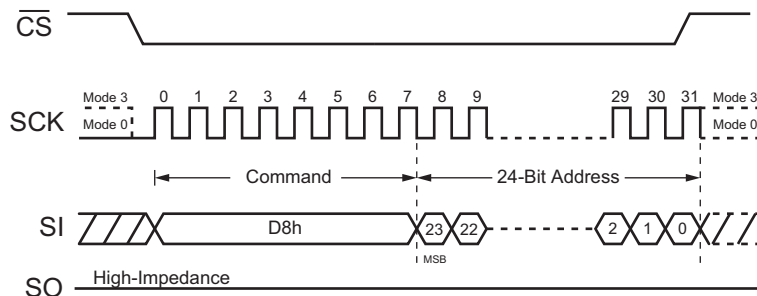 CS
Mode 3
Mode 0
SCK
0 1 2 3 4 5 6 7 8 9
29 30 31
Mode 3
Mode 0
Command
24-Bit Address
SI
D8h
23 22
2 1 0
MSB
High-Impedance
SO